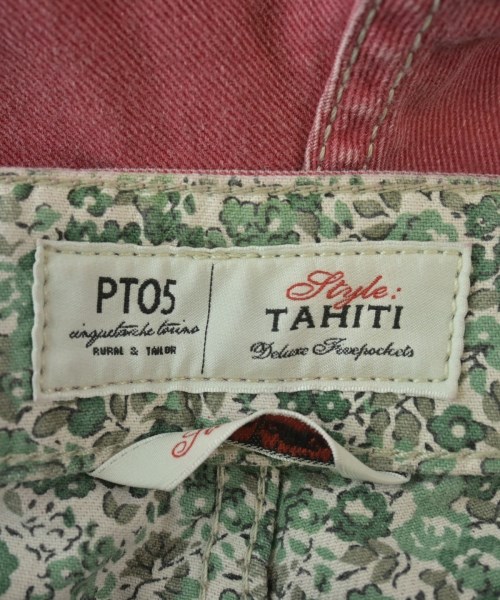 PT05
cinquetasche torino
RURAL & TAILOR
Style:
TAHITI
Deluxe Fivepockets